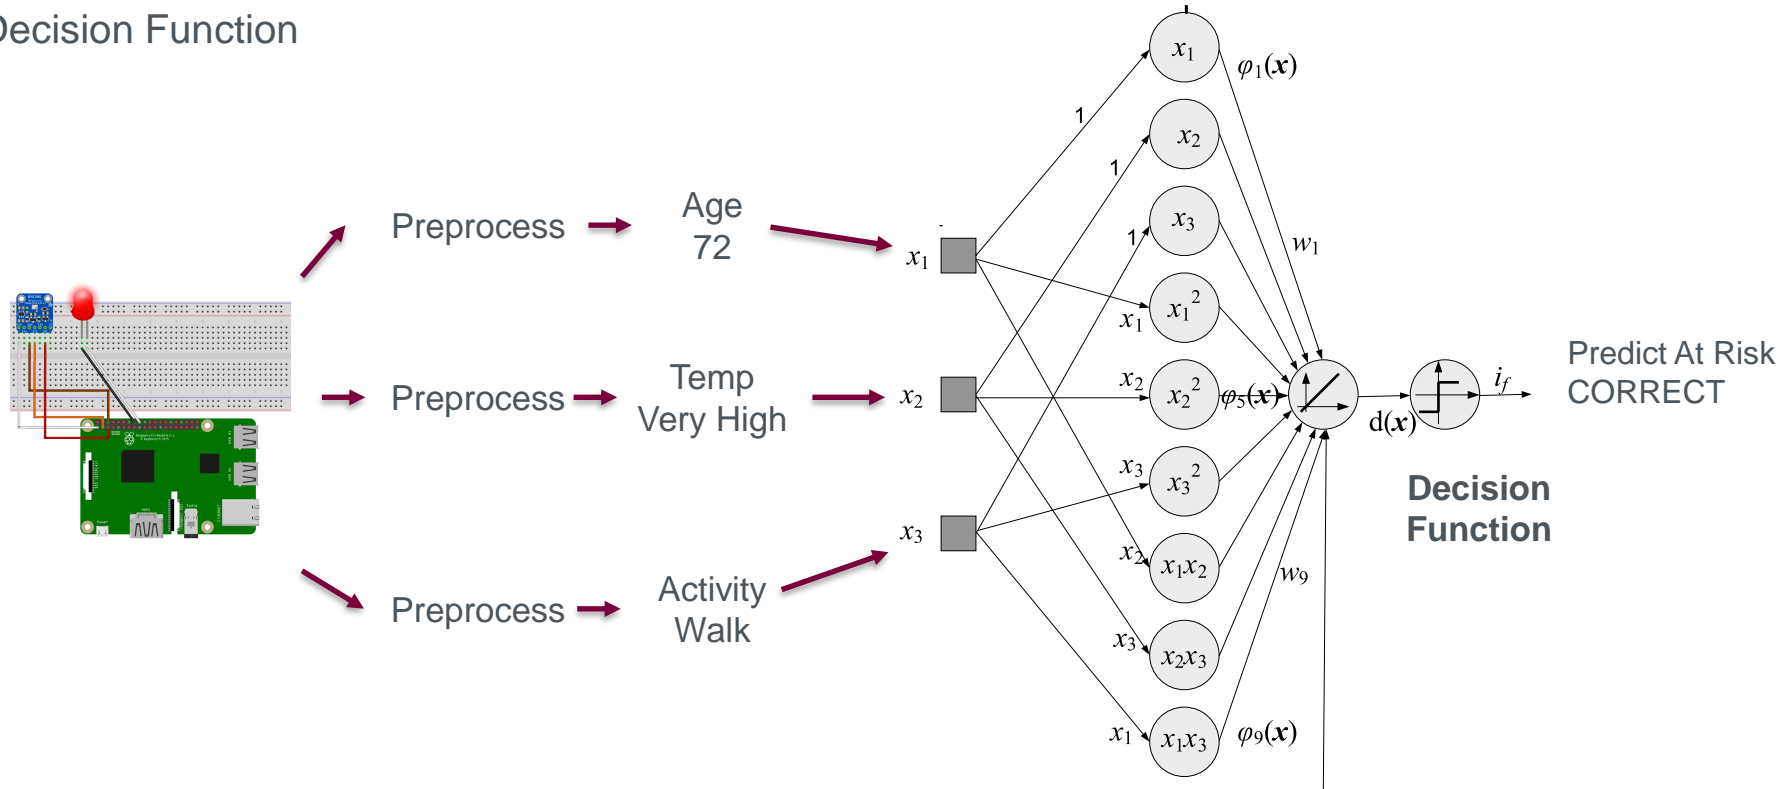 Decision Function
Preprocess
Age
72
Preprocess
Temp
Very High
Preprocess
Activity
Walk
x₁
x₂
x₃
1
1
1
x₁
x₂
x₃
x₂
x₃
x₁
x₁
x₂
x₃
x₁²
x₂²
x₃²
x₁x₂
x₂x₃
x₁x₃
φ₁(x)
φ₅(x)
φ₉(x)
w₁
w₉
d(x)
i_f
Predict At Risk
CORRECT
Decision
Function